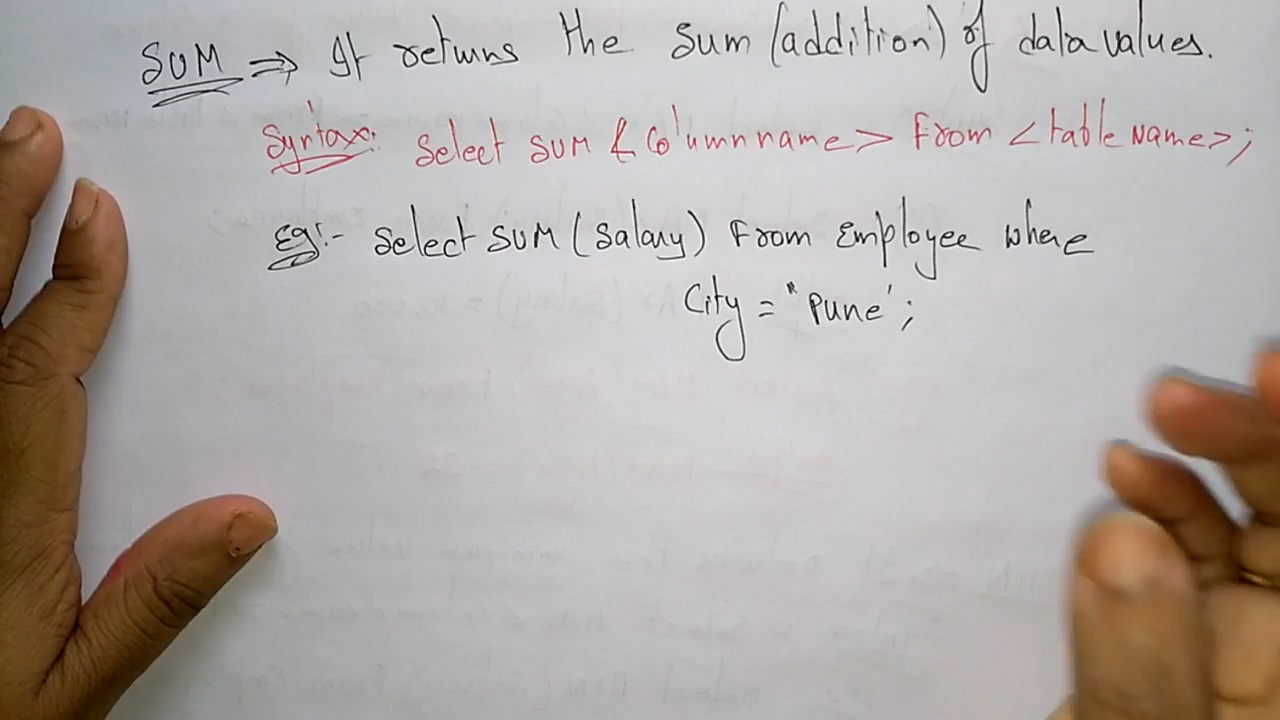 SUM ⇒ It returns the sum (addition) of data values.
Syntax: Select SUM < Columnname> From <table Name>;
Eg:- Select SUM (Salary) From Employee where
City = "Pune';